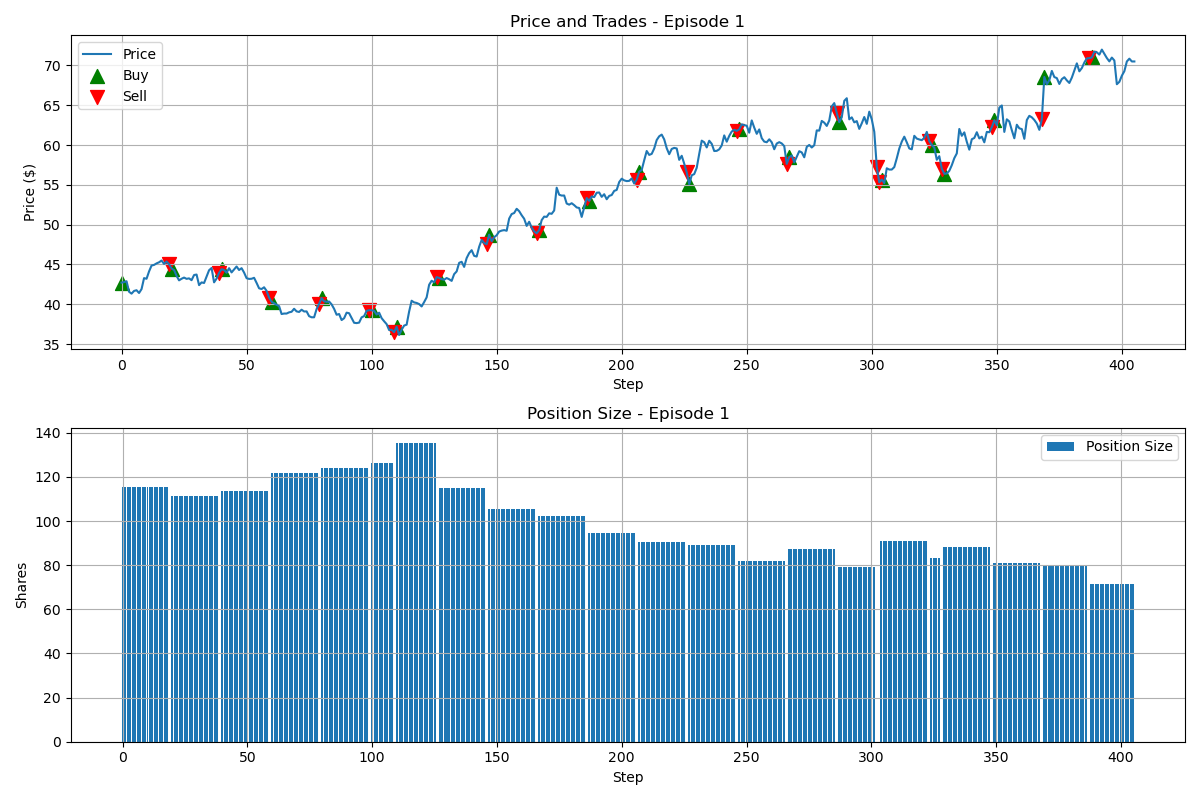 Price and Trades - Episode 1
Price ($)
70
65
60
55
50
45
40
35
Price
Buy
Sell
0 50 100 150 200 250 300 350 400
Step
Position Size - Episode 1
Shares
140
120
100
80
60
40
20
0
Position Size
0 50 100 150 200 250 300 350 400
Step